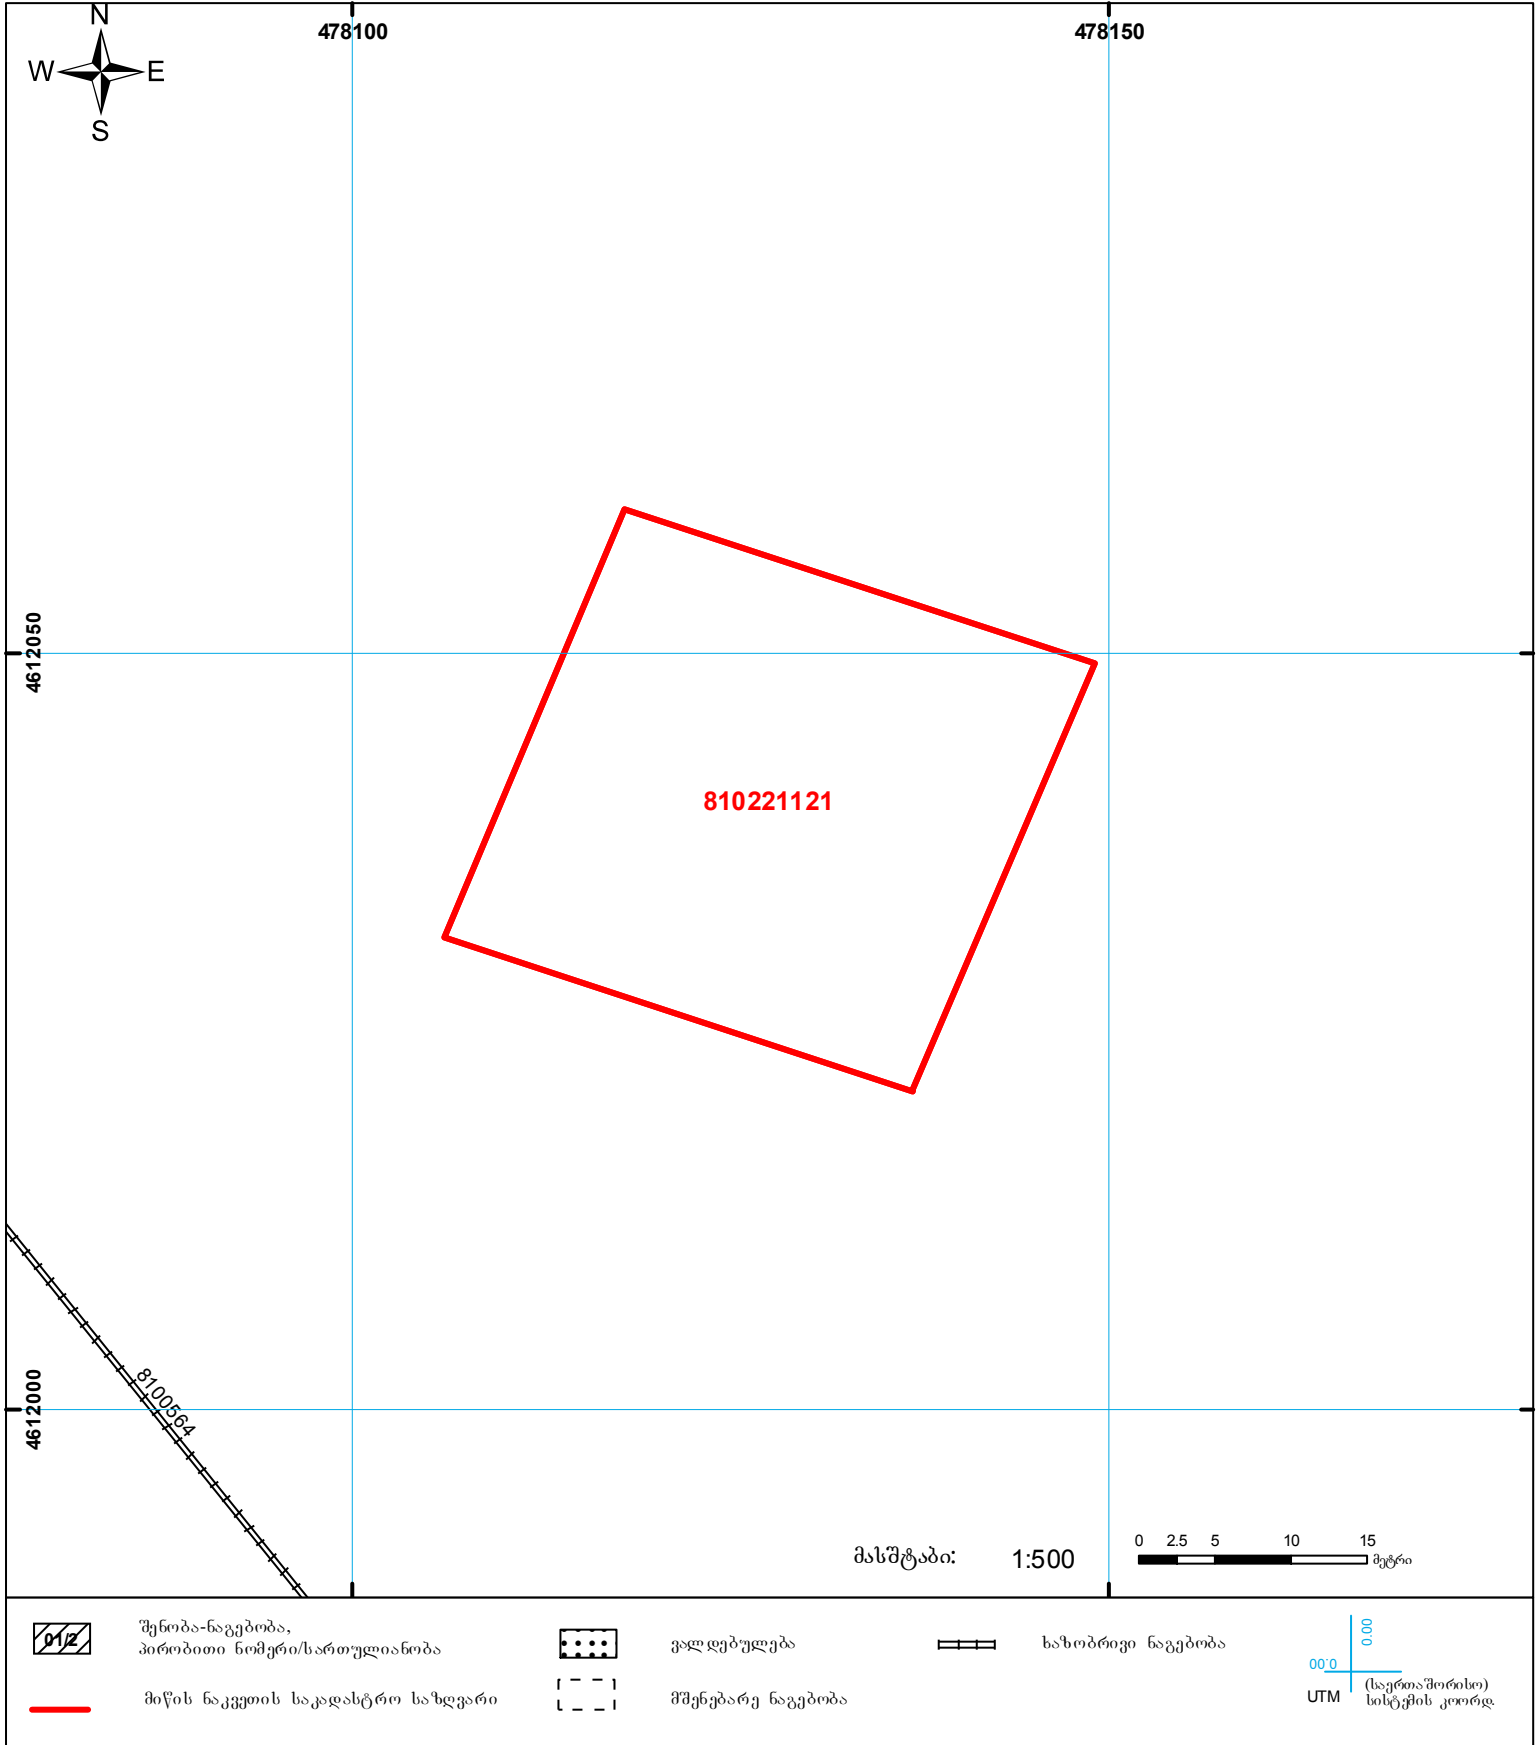 N
W E
S
478100
478150
4612050
810221121
4612000
8100564
მასშტაბი: 1:500
0 2.5 5 10 15
მეტრი
01/2
შენობა-ნაგებობა,
პირობითი ნომერი/სართულიანობა
ვალდებულება
ხაზობრივი ნაგებობა
მიწის ნაკვეთის საკადასტრო საზღვარი
მშენებარე ნაგებობა
00.0
0.00
UTM
(საერთაშორისო)
სისტემის კოორდ.